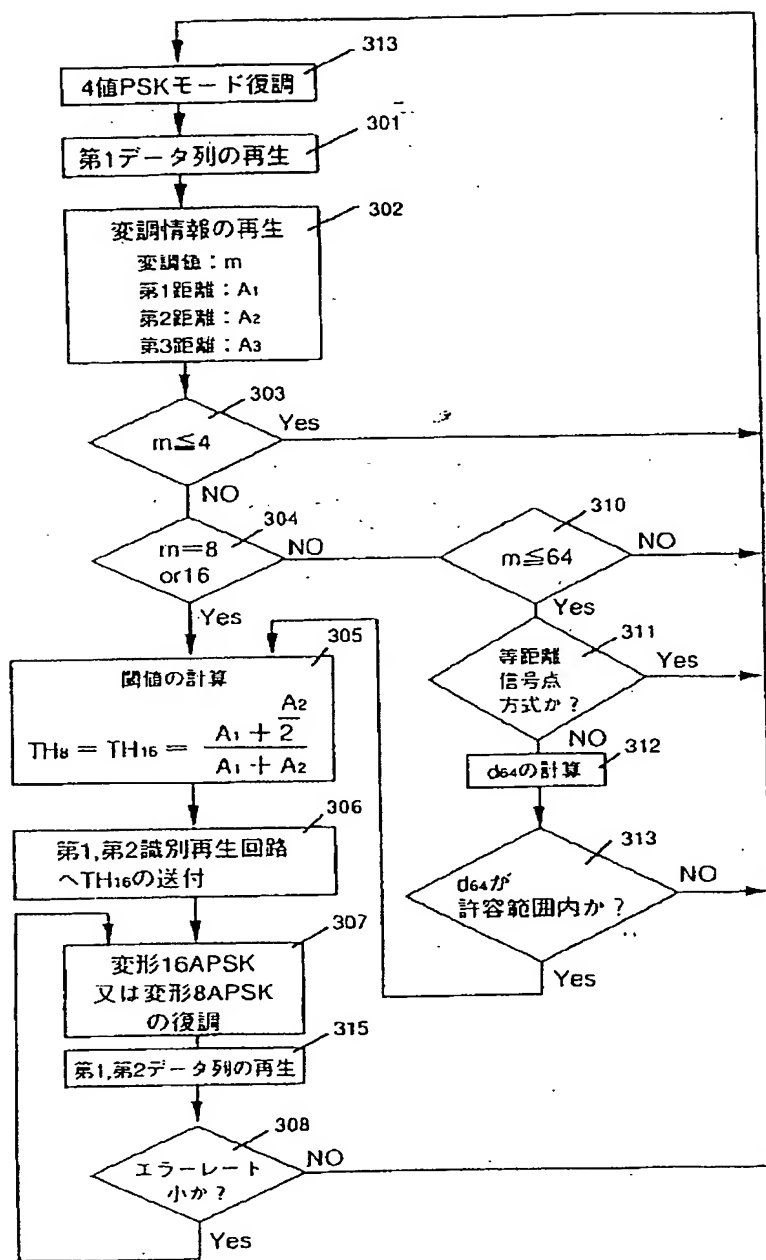 313
4値PSKモード復調
301
第1データ列の再生
302
変調情報の再生
変調値：m
第1距離：A1
第2距離：A2
第3距離：A3
303
m≦4
Yes
NO
304
m=8
or16
NO
Yes
310
m≦64
NO
Yes
311
等距離
信号点
方式か？
Yes
NO
312
d64の計算
313
d64が
許容範囲内か？
NO
Yes
305
閾値の計算
TH8 = TH16 = (A1 + A2/2) / (A1 + A2)
306
第1,第2識別再生回路
へTH16の送付
307
変形16APSK
又は変形8APSK
の復調
315
第1,第2データ列の再生
308
エラーレート
小か？
NO
Yes